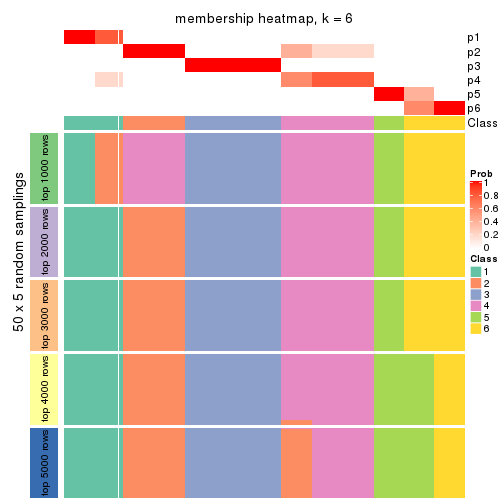 membership heatmap, k = 6
p1
p2
p3
p4
p5
p6
Class
50 x 5 random samplings
top 1000 rows
top 2000 rows
top 3000 rows
top 4000 rows
top 5000 rows
Prob
1
0.8
0.6
0.4
0.2
0
Class
1
2
3
4
5
6